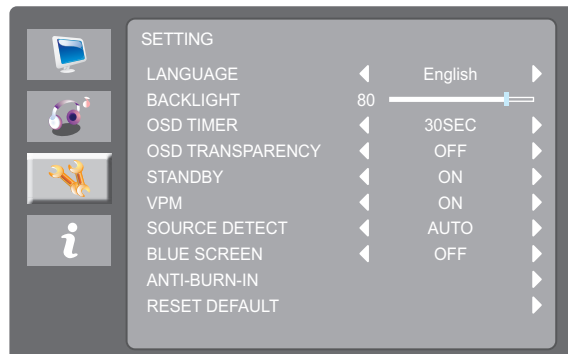 SETTING
LANGUAGE English
BACKLIGHT 80
OSD TIMER 30SEC
OSD TRANSPARENCY OFF
STANDBY ON
VPM ON
SOURCE DETECT AUTO
BLUE SCREEN OFF
ANTI-BURN-IN
RESET DEFAULT
i